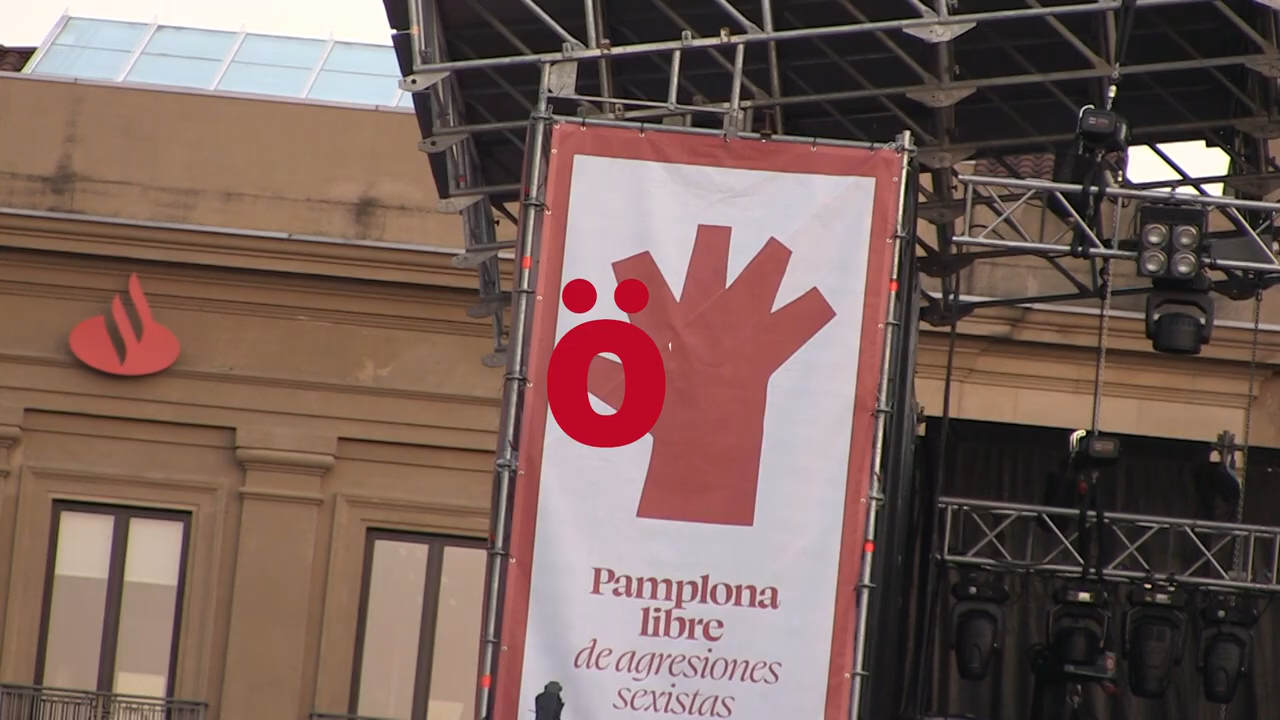 ö
Pamplona
libre
de agresiones
sexistas